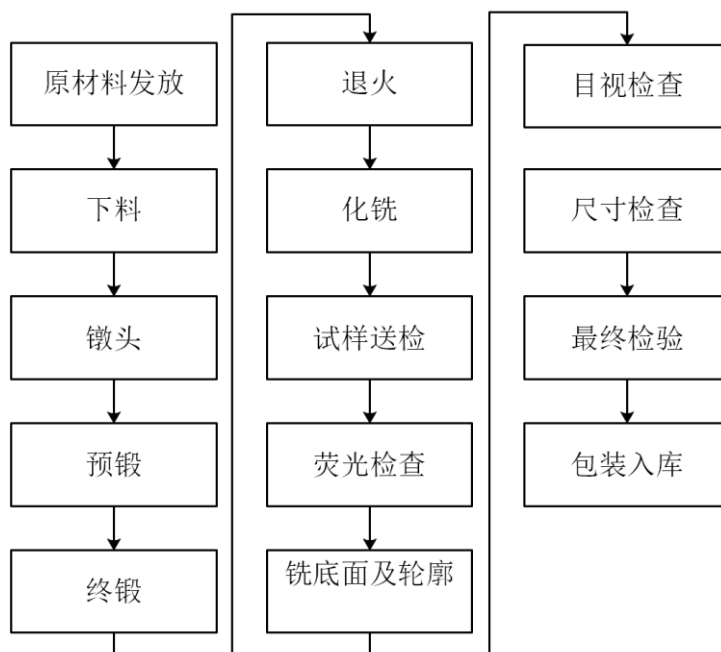 原材料发放
下料
镦头
预锻
终锻
退火
化铣
试样送检
荧光检查
铣底面及轮廓
目视检查
尺寸检查
最终检验
包装入库